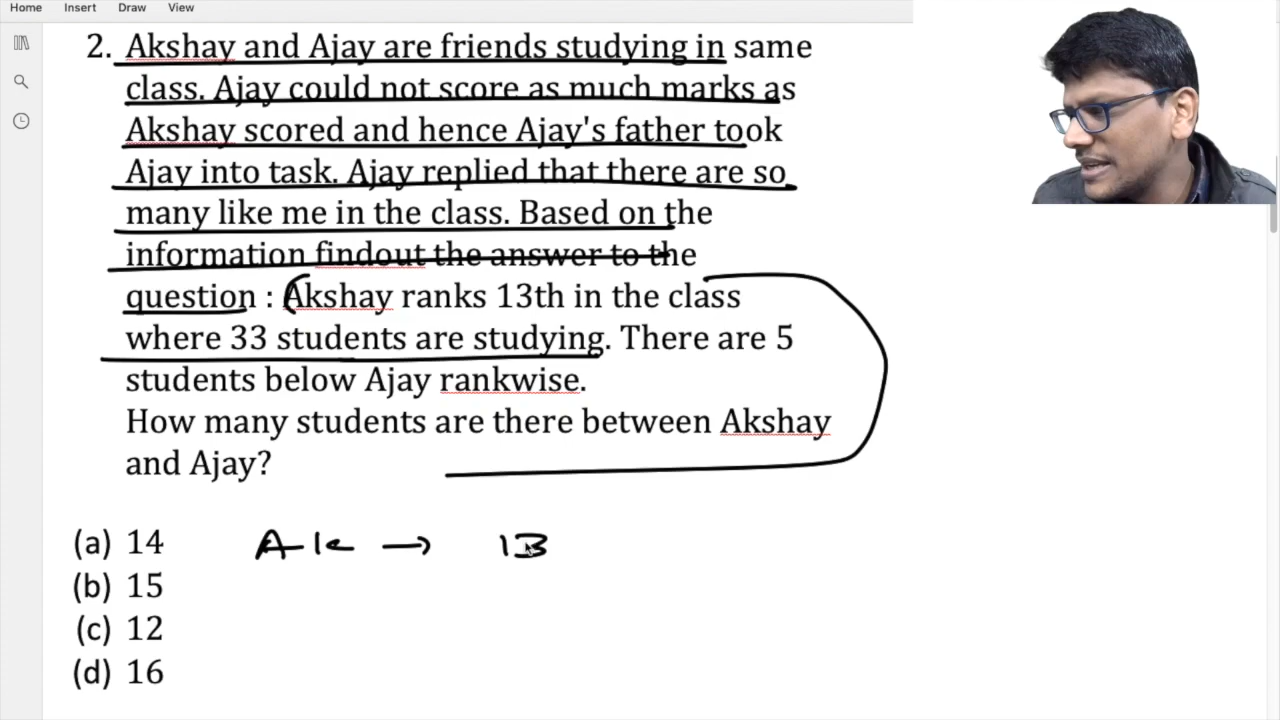 Home Insert Draw View
2. Akshay and Ajay are friends studying in same
class. Ajay could not score as much marks as
Akshay scored and hence Ajay's father took
Ajay into task. Ajay replied that there are so
many like me in the class. Based on the
information findout the answer to the
question : Akshay ranks 13th in the class
where 33 students are studying. There are 5
students below Ajay rankwise.
How many students are there between Akshay
and Ajay?
(a) 14 Ak → 13
(b) 15
(c) 12
(d) 16